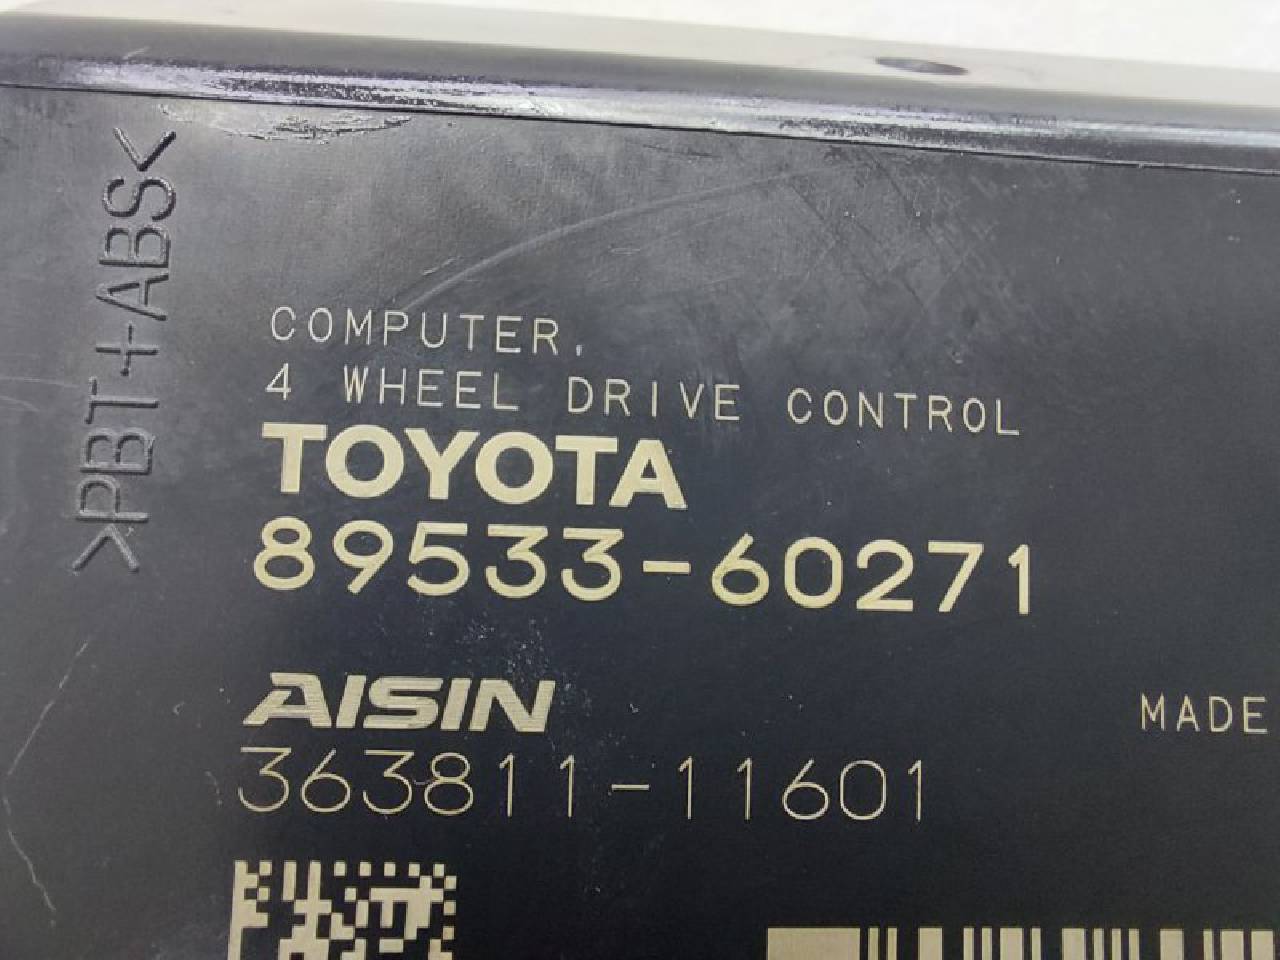 >PBT+ABS<
COMPUTER,
4 WHEEL DRIVE CONTROL
TOYOTA
89533-60271
AISIN
363811-11601
MADE